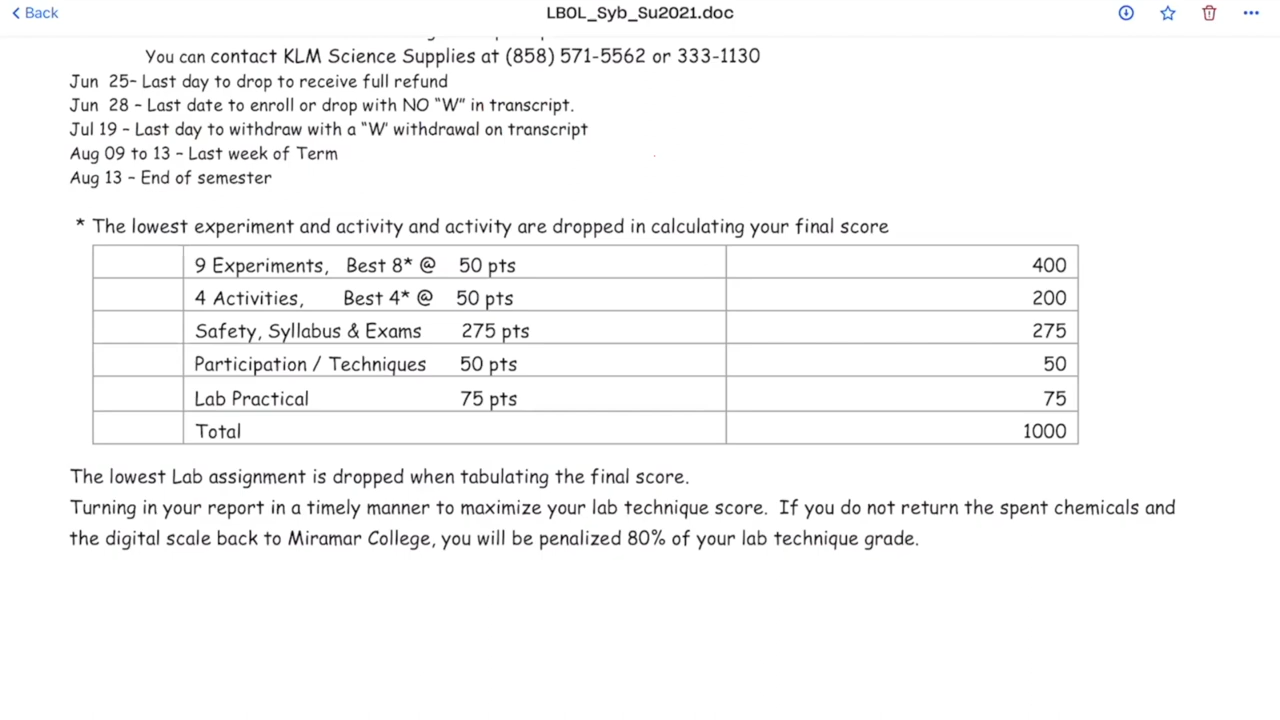 Back
LBOL_Syb_Su2021.doc
You can contact KLM Science Supplies at (858) 571-5562 or 333-1130
Jun 25- Last day to drop to receive full refund
Jun 28 - Last date to enroll or drop with NO "W" in transcript.
Jul 19 - Last day to withdraw with a "W' withdrawal on transcript
Aug 09 to 13 - Last week of Term
Aug 13 - End of semester
* The lowest experiment and activity and activity are dropped in calculating your final score
9 Experiments, Best 8* @ 50 pts 400
4 Activities, Best 4* @ 50 pts 200
Safety, Syllabus & Exams 275 pts 275
Participation / Techniques 50 pts 50
Lab Practical 75 pts 75
Total 1000
The lowest Lab assignment is dropped when tabulating the final score.
Turning in your report in a timely manner to maximize your lab technique score. If you do not return the spent chemicals and
the digital scale back to Miramar College, you will be penalized 80% of your lab technique grade.